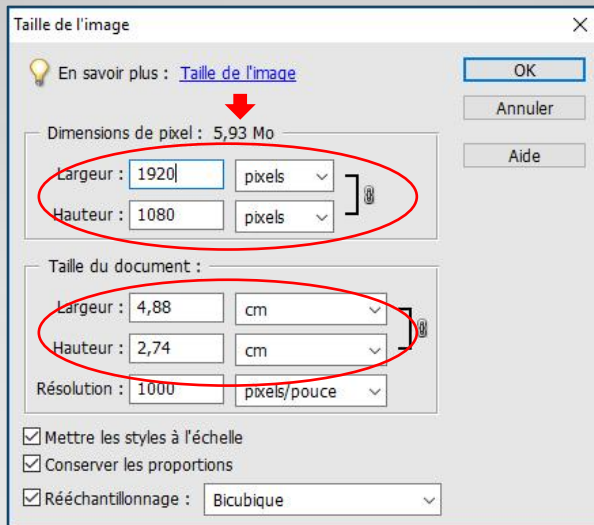 Taille de l'image
En savoir plus : Taille de l'image
OK
Annuler
Aide
Dimensions de pixel : 5,93 Mo
Largeur : 1920 pixels
Hauteur : 1080 pixels
Taille du document :
Largeur : 4,88 cm
Hauteur : 2,74 cm
Résolution : 1000 pixels/pouce
Mettre les styles à l'échelle
Conserver les proportions
Rééchantillonnage : Bicubique